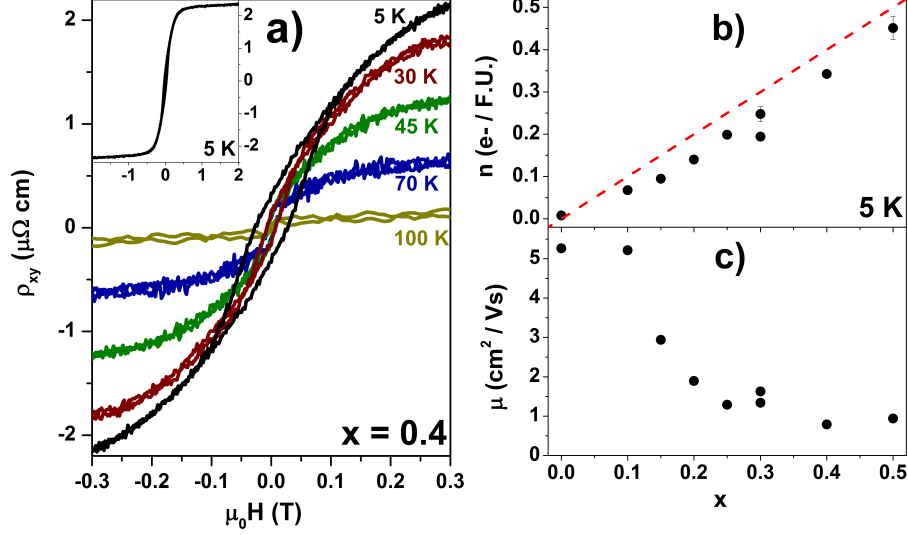 a)
2
1
0
-1
-2
5 K
-1
0
1
2
2
1
0
-1
-2
5 K
30 K
45 K
70 K
100 K
x = 0.4
ρxy (μΩ cm)
-0.3 -0.2 -0.1 0.0 0.1 0.2 0.3
μ0H (T)
b)
0.5
0.4
0.3
0.2
0.1
0.0
n (e- / F.U.)
5 K
c)
5
4
3
2
1
0
μ (cm2 / Vs)
0.0 0.1 0.2 0.3 0.4 0.5
x